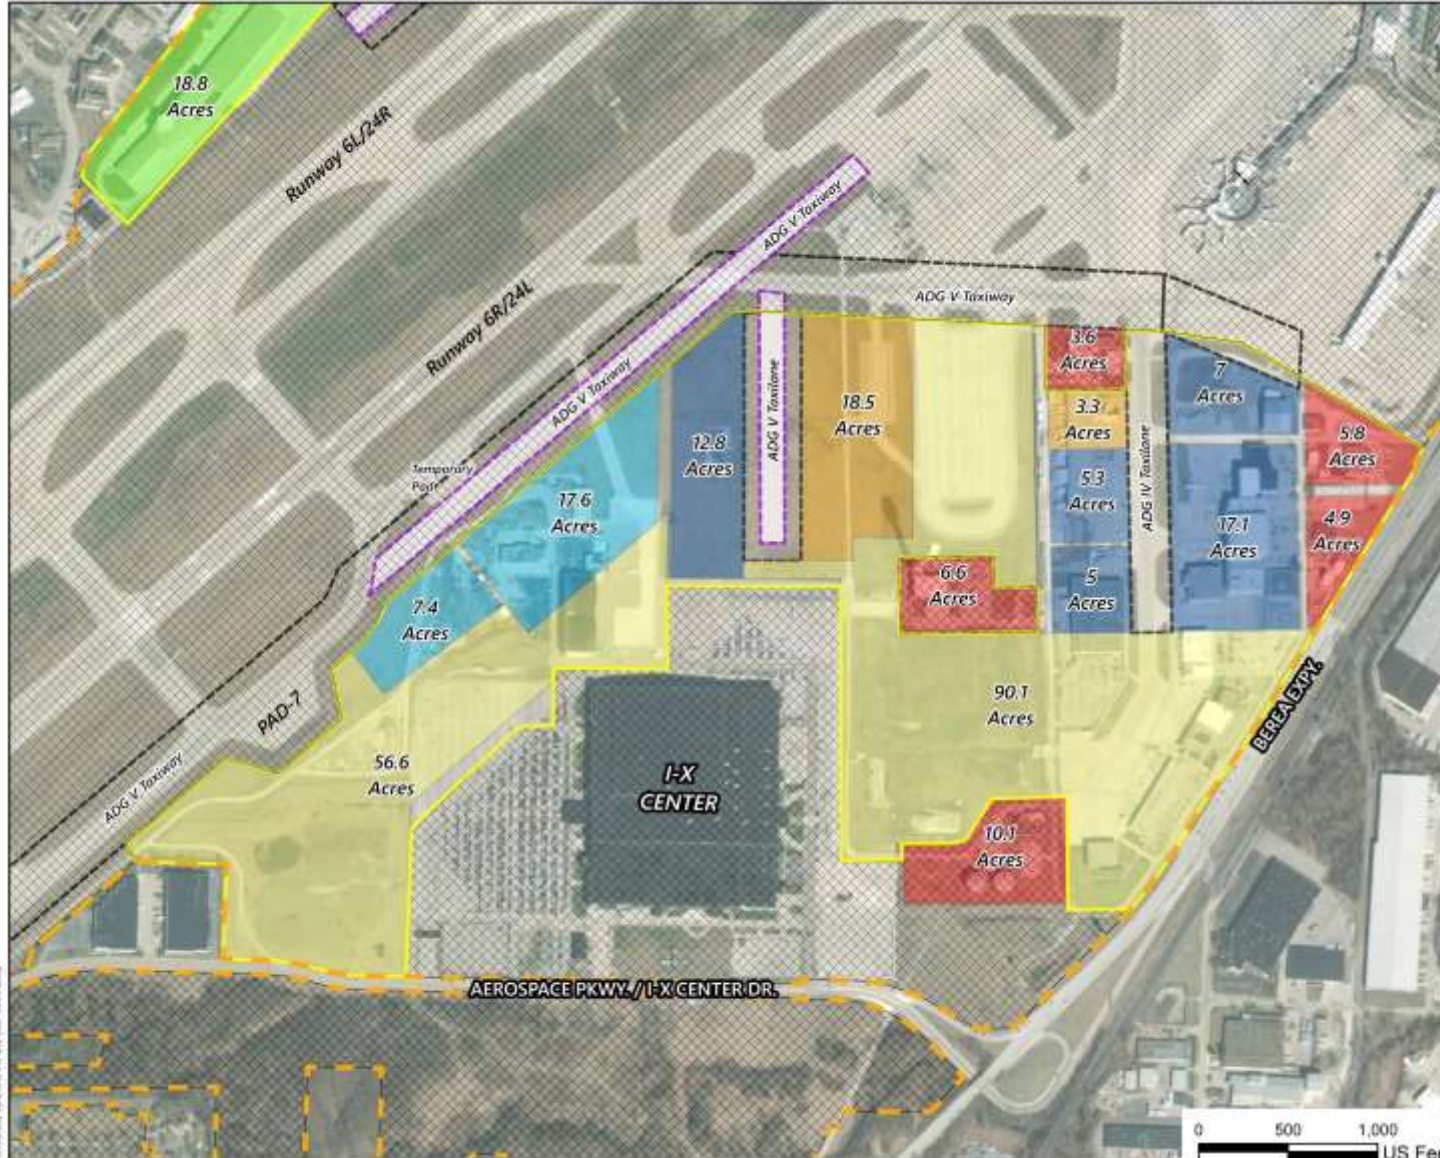 18.8
Acres
Runway 6L/24R
ADG V Taxiway
Runway 6R/24L
ADG V Taxiway
3.6
Acres
7
Acres
ADG V Taxiway
ADG V Taxilane
18.5
Acres
3.3
Acres
5.8
Acres
12.8
Acres
Temporary
5.3
Acres
ADG IV Taxilane
17.6
Acres
17.1
Acres
4.9
Acres
6.6
Acres
5
Acres
7.4
Acres
PAD-7
90.1
Acres
BEREA EXPY.
ADG V Taxiway
56.6
Acres
I-X
CENTER
10.1
Acres
AEROSPACE PKWY. / I-X CENTER DR.
0 500 1,000
US Fee